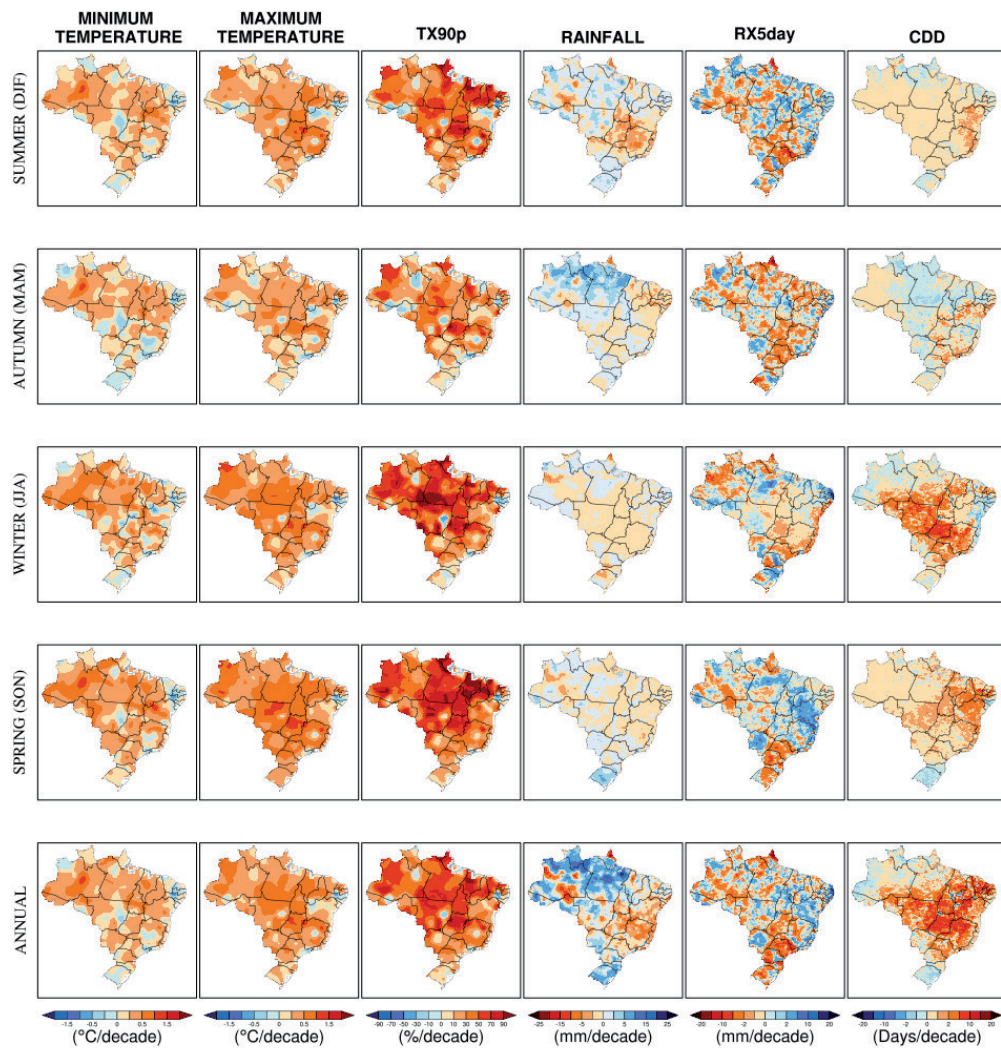 MINIMUM
TEMPERATURE
MAXIMUM
TEMPERATURE
TX90p
RAINFALL
RX5day
CDD
SUMMER (DJF)
AUTUMN (MAM)
WINTER (JJA)
SPRING (SON)
ANNUAL
-1.5 -0.5 0 0.5 1.5
-1.5 -0.5 0 0.5 1.5
-90 -70 -50 -30 -10 0 10 30 50 70 90
-25 -15 -5 0 5 15 25
-20 -10 -2 0 2 10 20
-20 -10 -2 0 2 10 20
(°C/decade)
(°C/decade)
(%/decade)
(mm/decade)
(mm/decade)
(Days/decade)